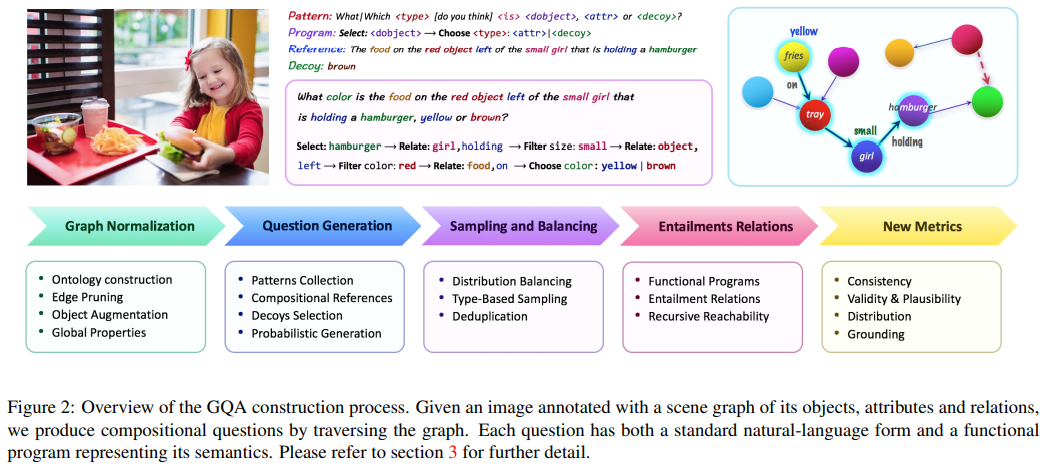 Pattern: What|Which <type> [do you think] <is> <dobject>, <attr> or <decoy>?
Program: Select: <dobject> → Choose <type>: <attr>|<decoy>
Reference: The food on the red object left of the small girl that is holding a hamburger
Decoy: brown
What color is the food on the red object left of the small girl that
is holding a hamburger, yellow or brown?
Select: hamburger → Relate: girl,holding → Filter size: small → Relate: object,
left → Filter color: red → Relate: food,on → Choose color: yellow | brown
yellow
fries
on
tray
small
girl
holding
hamburger
Graph Normalization
Question Generation
Sampling and Balancing
Entailments Relations
New Metrics
• Ontology construction
• Edge Pruning
• Object Augmentation
• Global Properties
• Patterns Collection
• Compositional References
• Decoys Selection
• Probabilistic Generation
• Distribution Balancing
• Type-Based Sampling
• Deduplication
• Functional Programs
• Entailment Relations
• Recursive Reachability
• Consistency
• Validity & Plausibility
• Distribution
• Grounding
Figure 2: Overview of the GQA construction process. Given an image annotated with a scene graph of its objects, attributes and relations,
we produce compositional questions by traversing the graph. Each question has both a standard natural-language form and a functional
program representing its semantics. Please refer to section 3 for further detail.